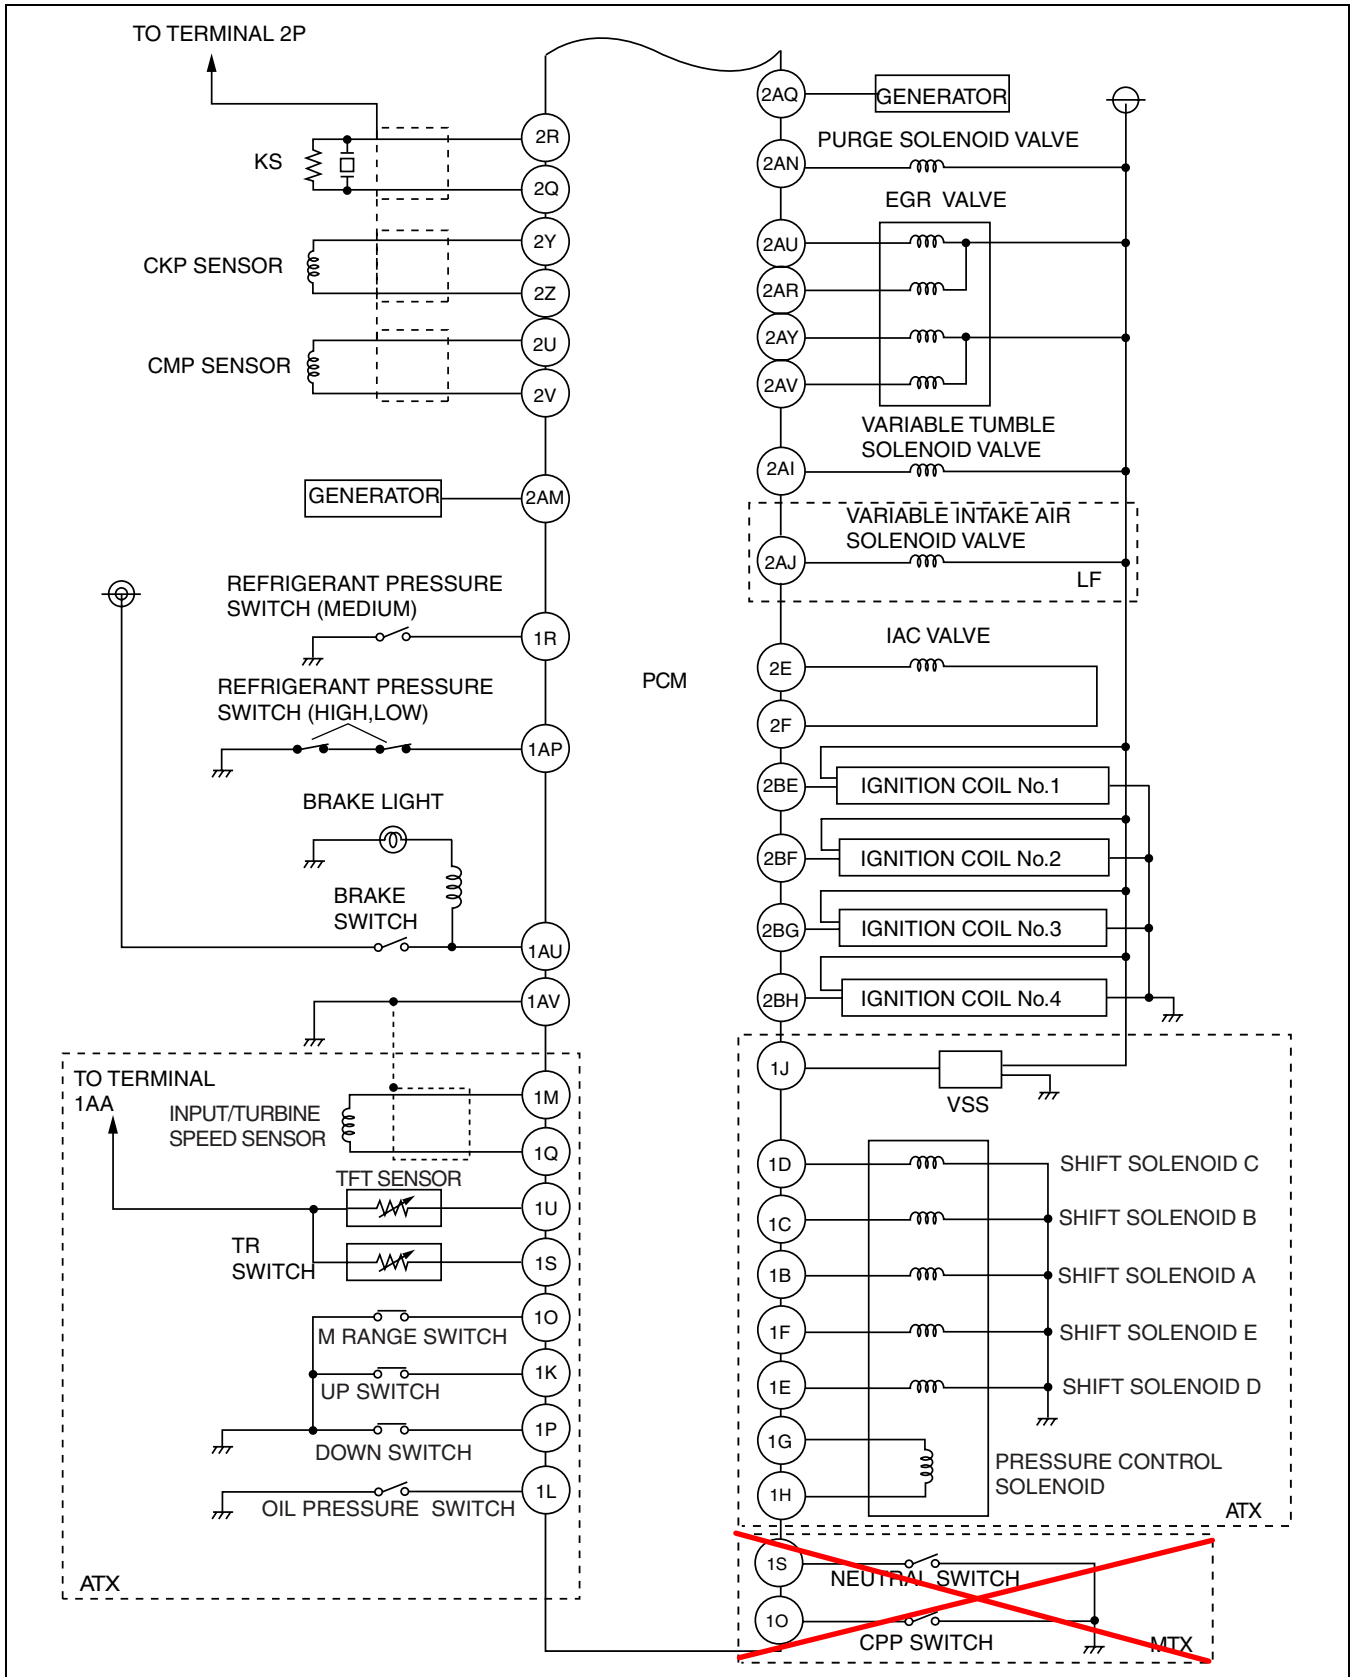 TO TERMINAL 2P
2R
KS
2Q
2Y
CKP SENSOR
2Z
2U
CMP SENSOR
2V
GENERATOR
2AM
REFRIGERANT PRESSURE
SWITCH (MEDIUM)
1R
REFRIGERANT PRESSURE
SWITCH (HIGH,LOW)
1AP
BRAKE LIGHT
BRAKE
SWITCH
1AU
1AV
TO TERMINAL
1AA
INPUT/TURBINE
SPEED SENSOR
1M
1Q
TFT SENSOR
1U
TR
SWITCH
1S
1O
M RANGE SWITCH
1K
UP SWITCH
1P
DOWN SWITCH
1L
OIL PRESSURE SWITCH
ATX
PCM
2AQ
GENERATOR
PURGE SOLENOID VALVE
2AN
EGR VALVE
2AU
2AR
2AY
2AV
VARIABLE TUMBLE
SOLENOID VALVE
2AI
VARIABLE INTAKE AIR
SOLENOID VALVE
2AJ
LF
IAC VALVE
2E
2F
2BE
IGNITION COIL No.1
2BF
IGNITION COIL No.2
2BG
IGNITION COIL No.3
2BH
IGNITION COIL No.4
1J
VSS
1D
SHIFT SOLENOID C
1C
SHIFT SOLENOID B
1B
SHIFT SOLENOID A
1F
SHIFT SOLENOID E
1E
SHIFT SOLENOID D
1G
PRESSURE CONTROL
SOLENOID
1H
ATX
1S
NEUTRAL SWITCH
1O
CPP SWITCH
MTX